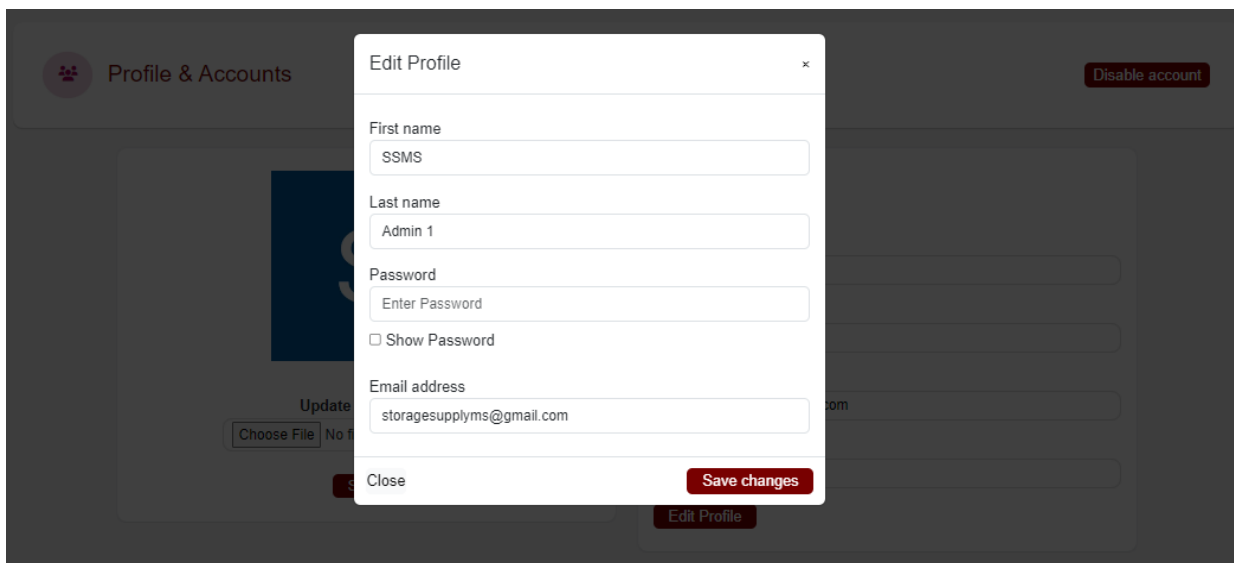 Profile & Accounts
Disable account
Edit Profile
×
First name
SSMS
Last name
Admin 1
Password
Enter Password
Show Password
Email address
storagesupplyms@gmail.com
Close
Save changes
Update
Choose File No fi
S
.com
Edit Profile